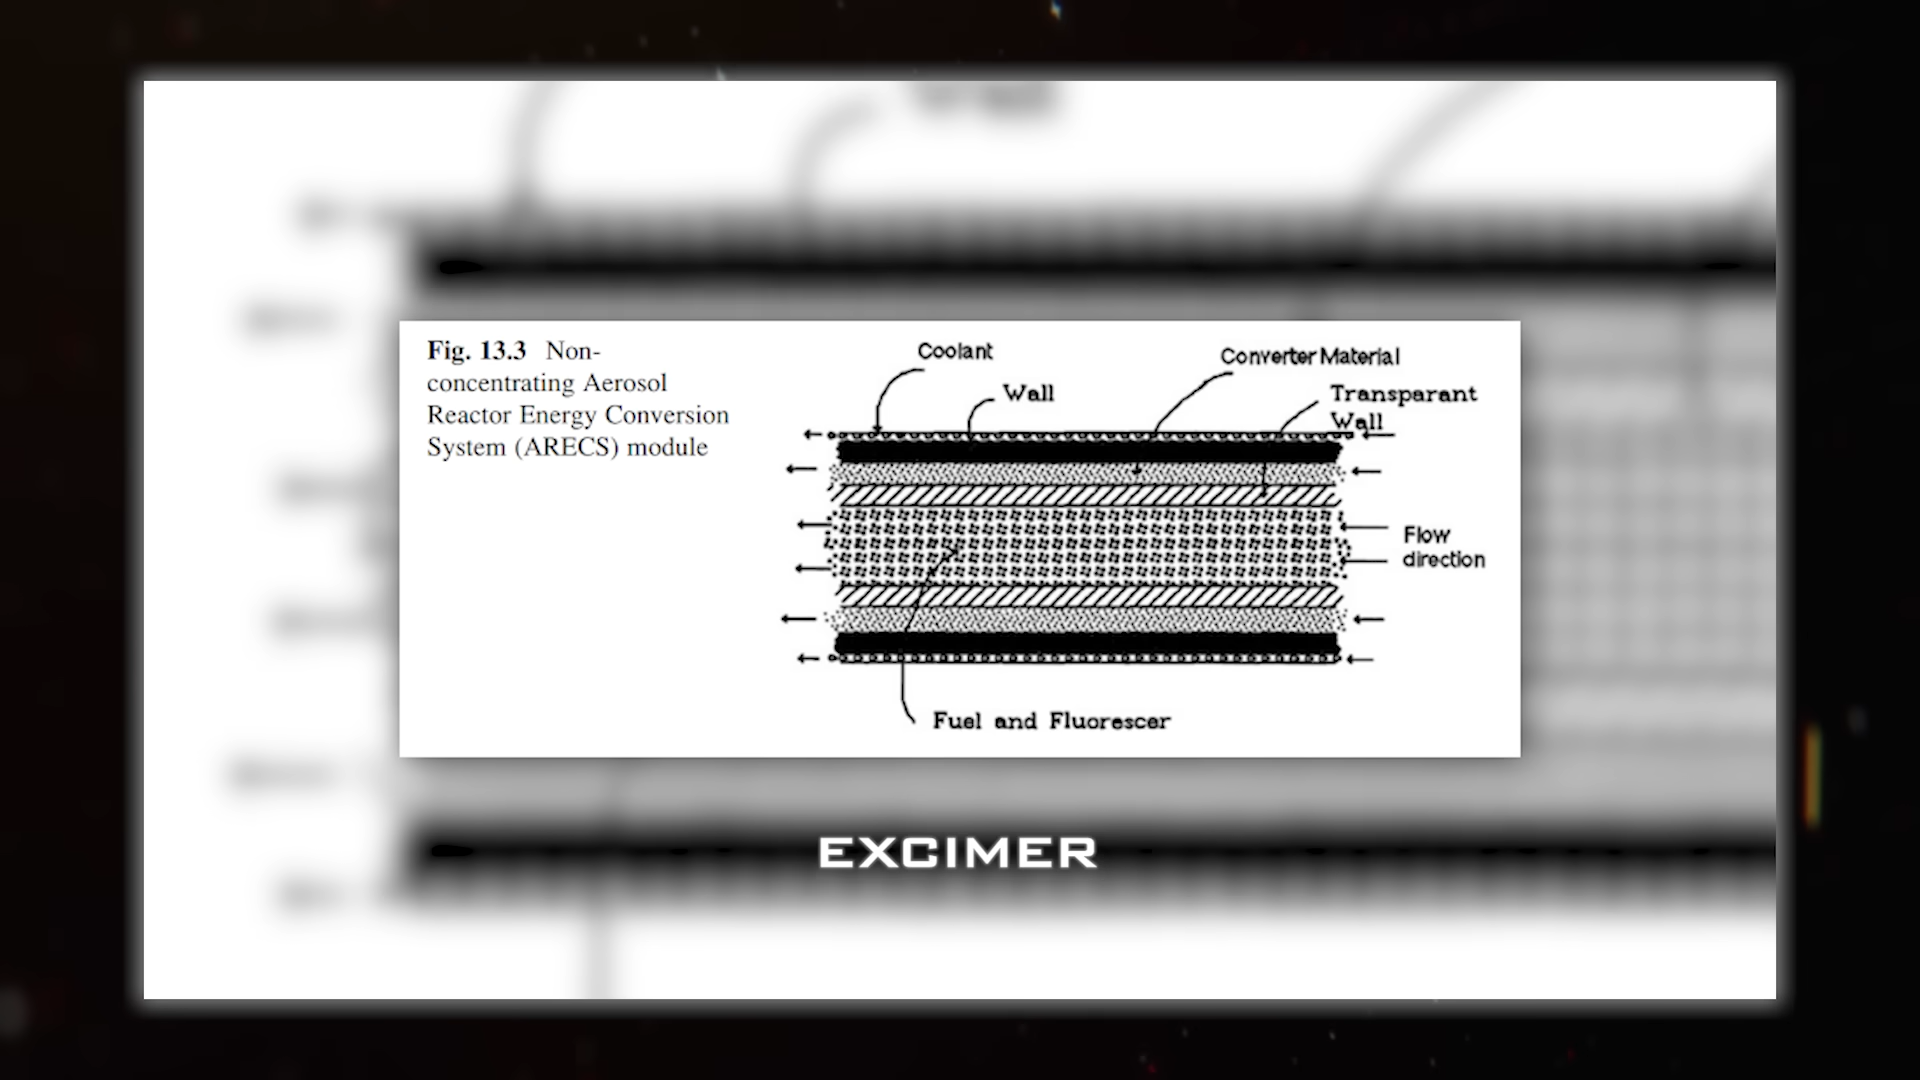 Fig. 13.3 Non-
concentrating Aerosol
Reactor Energy Conversion
System (ARECS) module
Coolant
Wall
Converter Material
Transparant
Wall
Flow
direction
Fuel and Fluorescer
EXCIMER